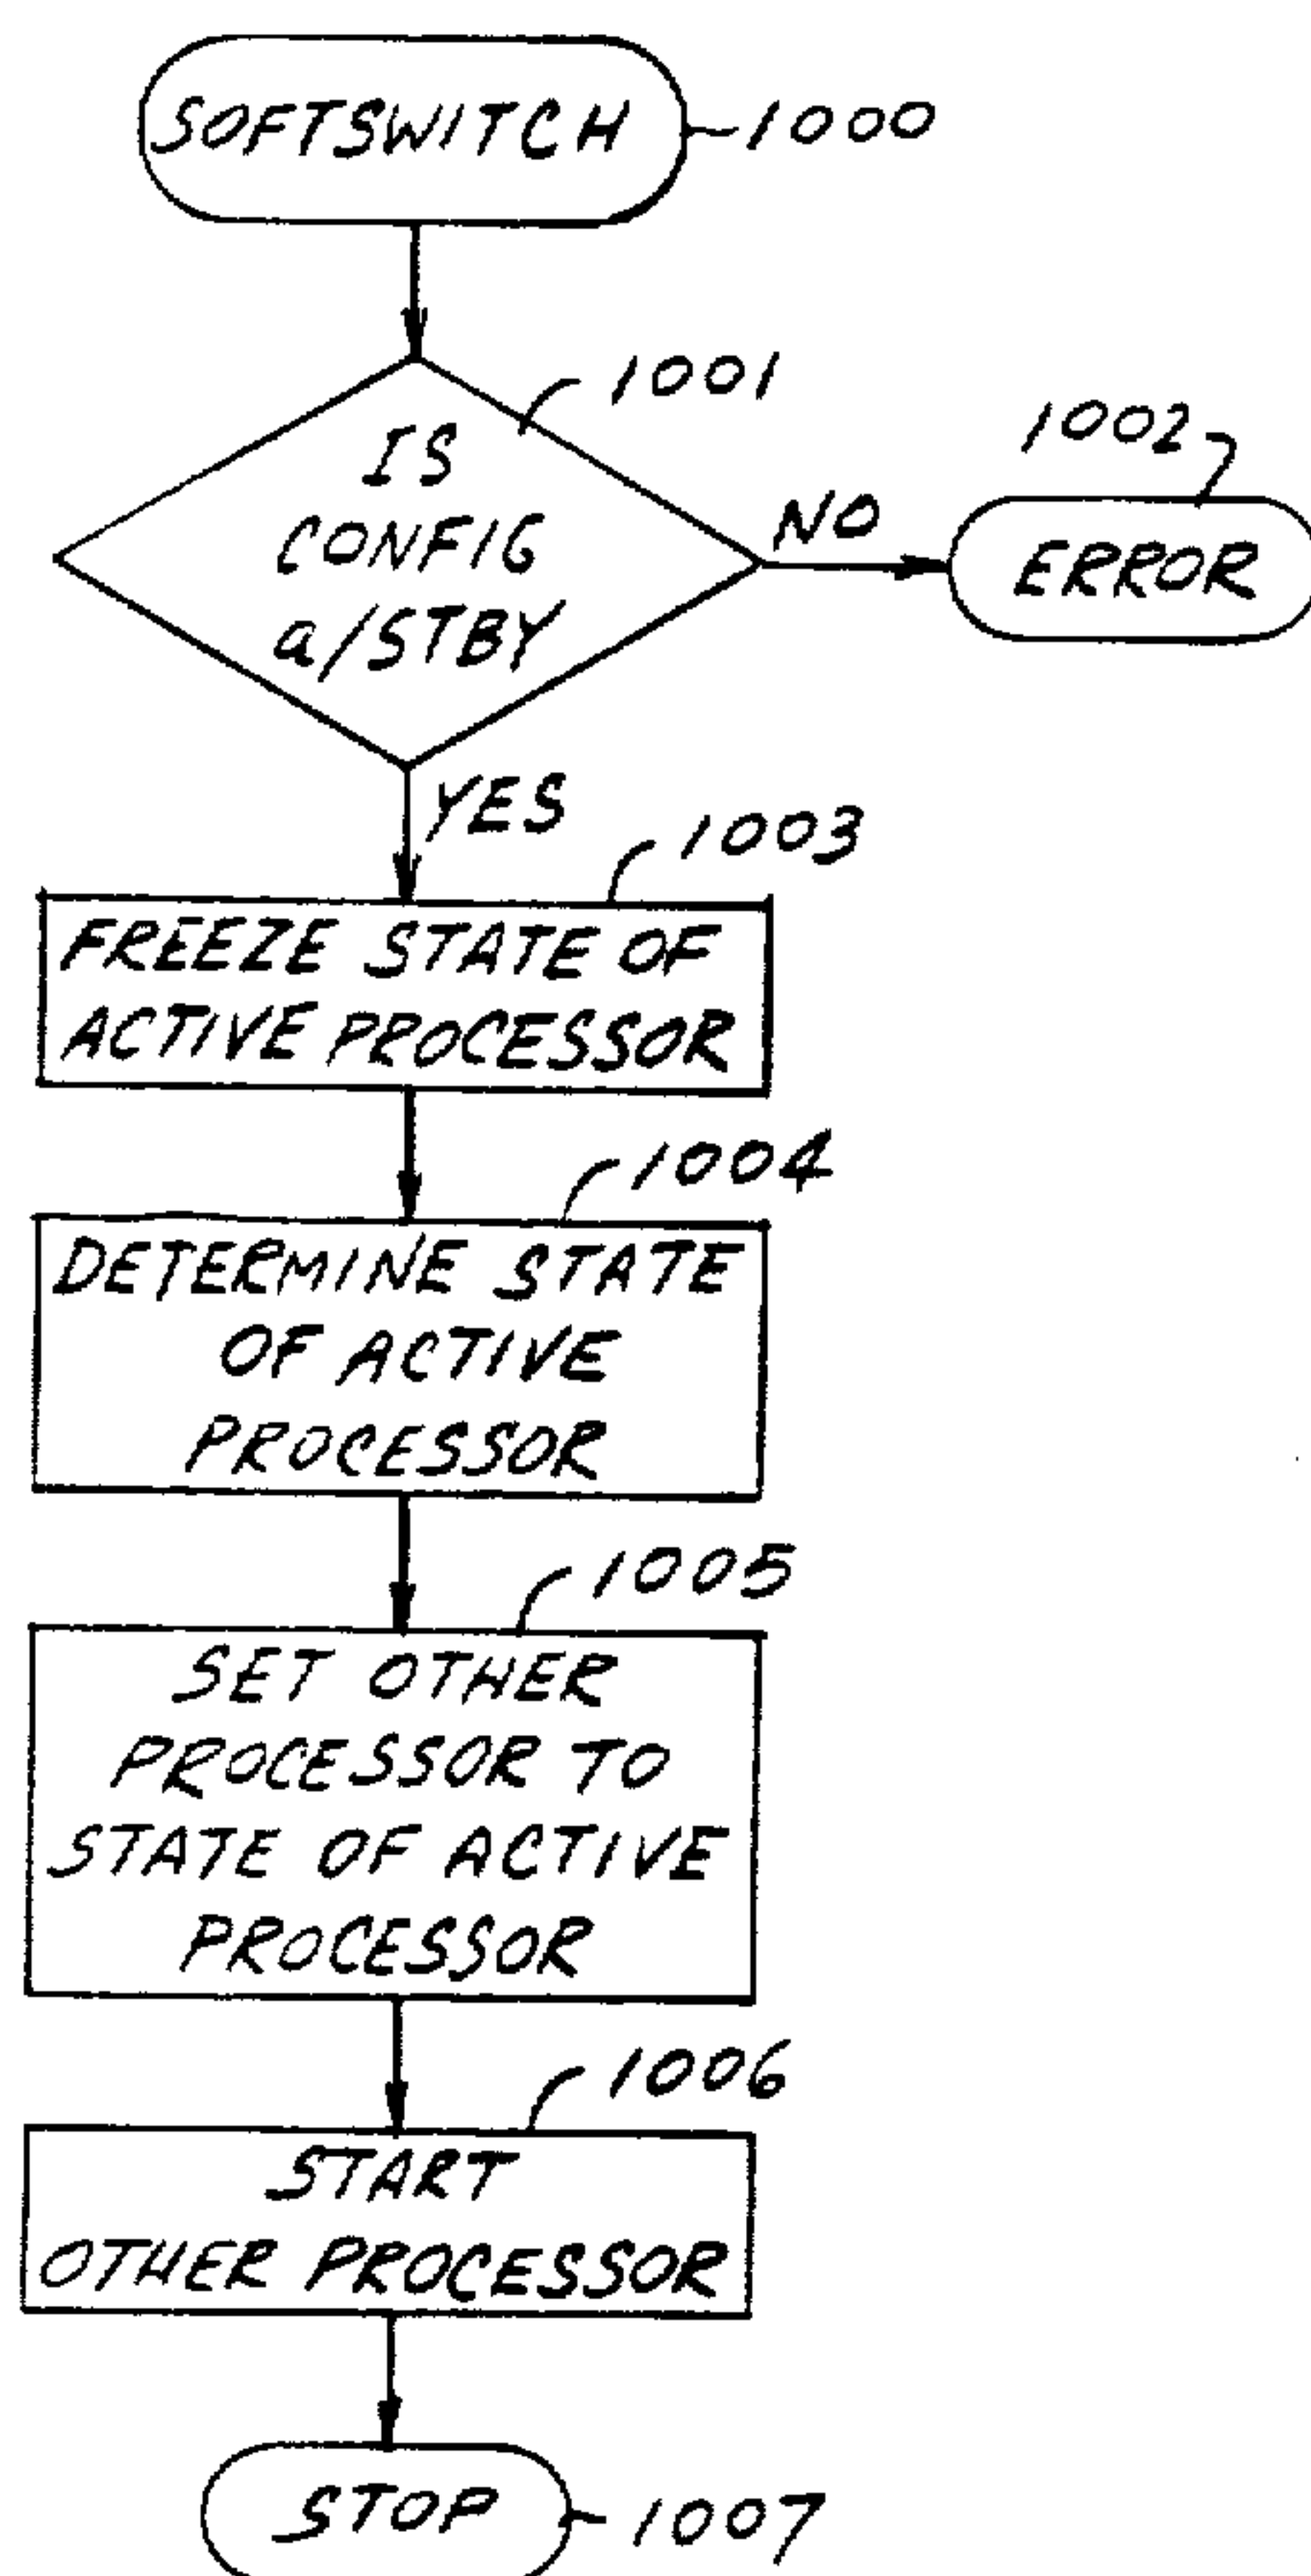 SOFTSWITCH
1000
1001
IS
CONFIG
a/STBY
NO
1002
ERROR
YES
1003
FREEZE STATE OF
ACTIVE PROCESSOR
1004
DETERMINE STATE
OF ACTIVE
PROCESSOR
1005
SET OTHER
PROCESSOR TO
STATE OF ACTIVE
PROCESSOR
1006
START
OTHER PROCESSOR
STOP
1007